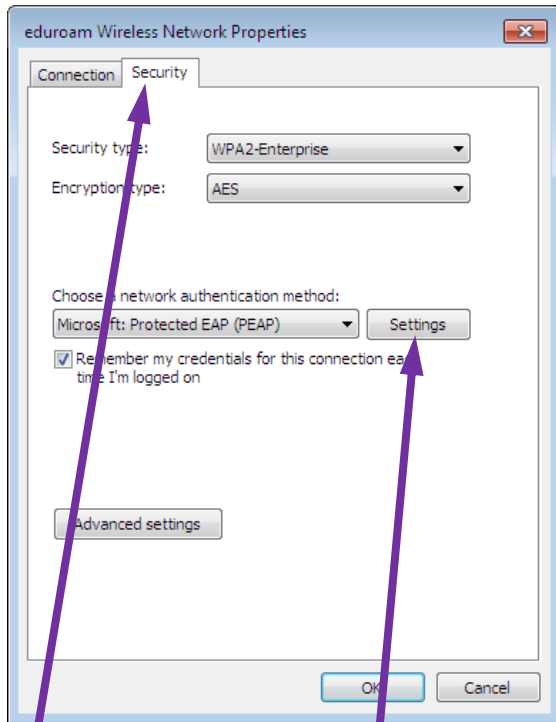 eduroam Wireless Network Properties
Connection Security
Security type: WPA2-Enterprise
Encryption type: AES
Choose a network authentication method:
Microsoft: Protected EAP (PEAP) Settings
Remember my credentials for this connection each
time I'm logged on
Advanced settings
OK Cancel